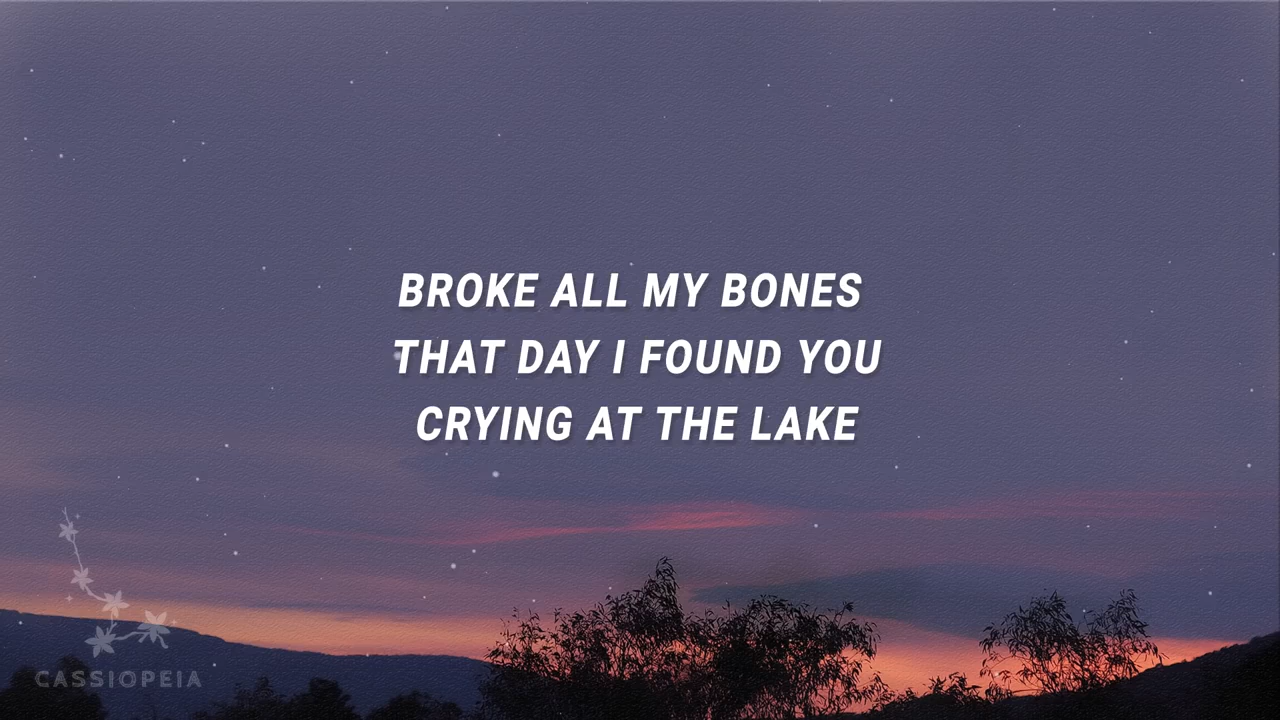 BROKE ALL MY BONES
THAT DAY I FOUND YOU
CRYING AT THE LAKE
CASSIOPEIA